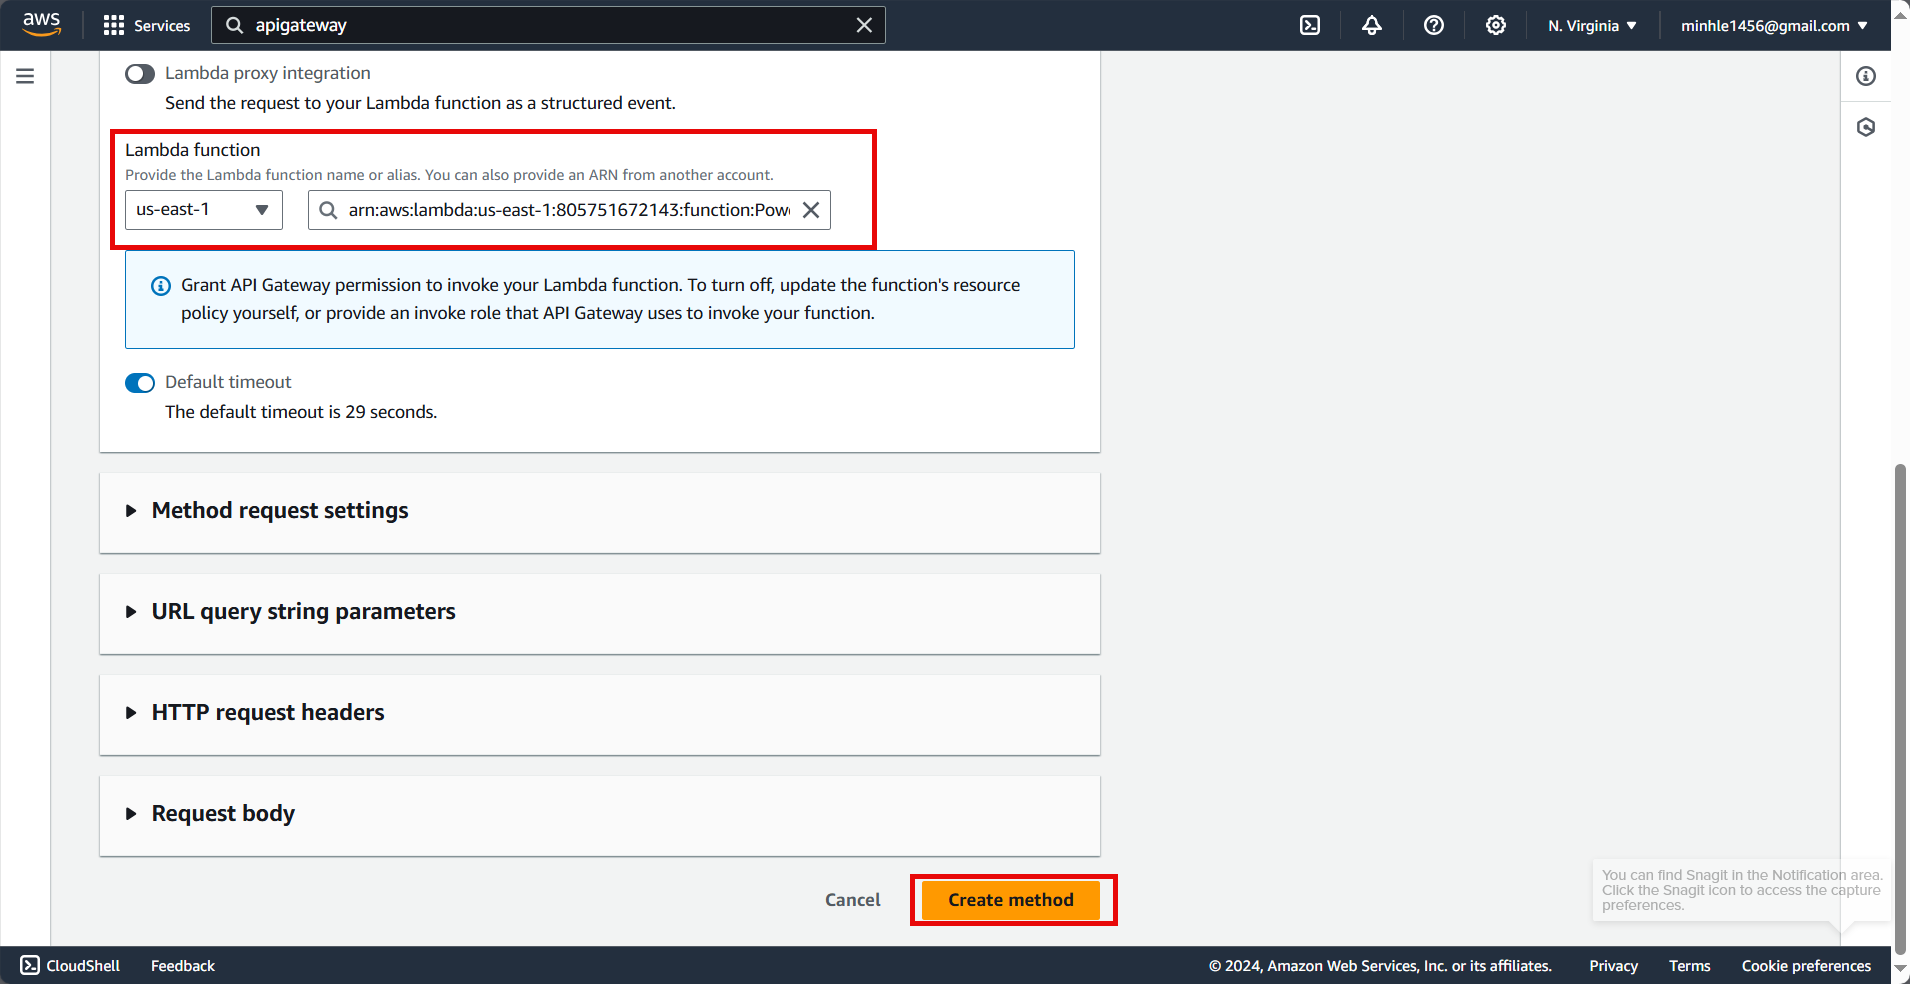 aws
Services
apigateway
N. Virginia
minhle1456@gmail.com
Lambda proxy integration
Send the request to your Lambda function as a structured event.
Lambda function
Provide the Lambda function name or alias. You can also provide an ARN from another account.
us-east-1
arn:aws:lambda:us-east-1:805751672143:function:Pow
Grant API Gateway permission to invoke your Lambda function. To turn off, update the function's resource
policy yourself, or provide an invoke role that API Gateway uses to invoke your function.
Default timeout
The default timeout is 29 seconds.
Method request settings
URL query string parameters
HTTP request headers
Request body
Cancel
Create method
You can find Snagit in the Notification area.
Click the Snagit icon to access the capture
preferences.
CloudShell
Feedback
© 2024, Amazon Web Services, Inc. or its affiliates.
Privacy
Terms
Cookie preferences